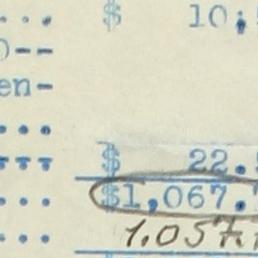 ... $ 10.
)--
en-
...
--- $ 22.
... $1,067.
... 1.057